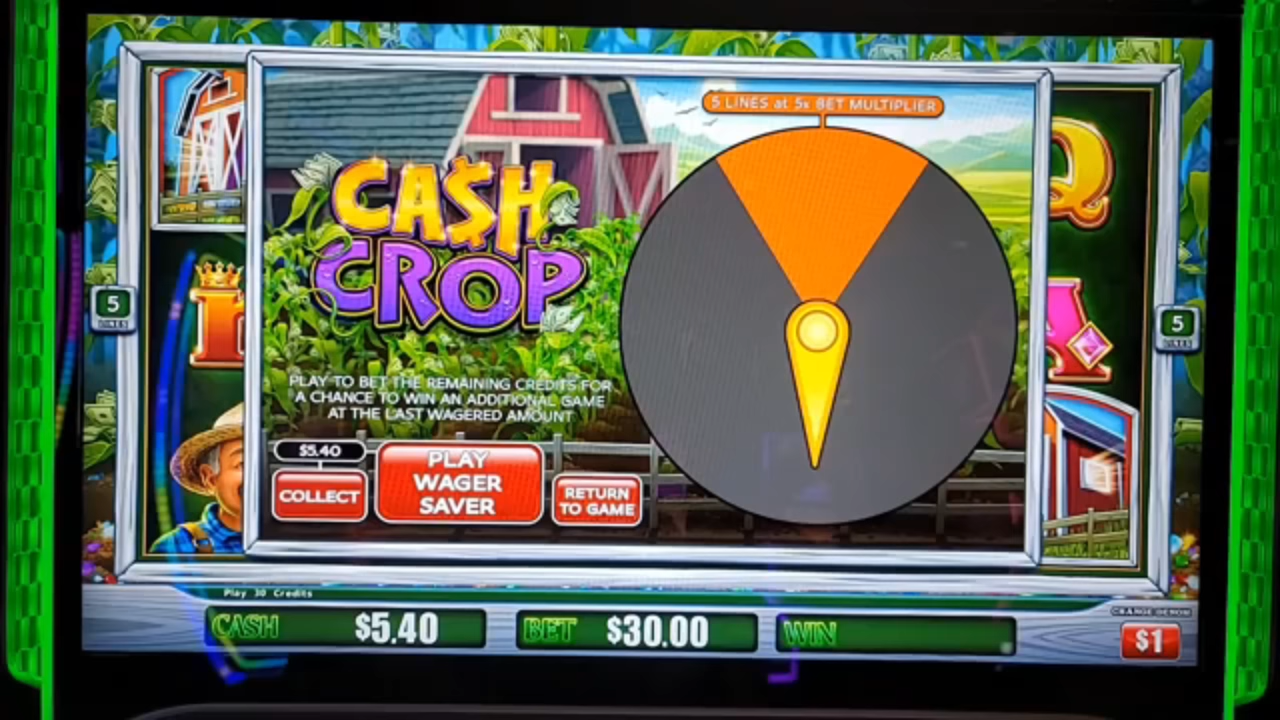 5 LINES at 5x BET MULTIPLIER
Q
CA$H
CROP
5
LINES
5
LINES
A
PLAY TO BET THE REMAINING CREDITS FOR
A CHANCE TO WIN AN ADDITIONAL GAME
AT THE LAST WAGERED AMOUNT
$5.40
COLLECT
PLAY
WAGER
SAVER
RETURN
TO GAME
Play 30 Credits
CASH $5.40 BET $30.00 WIN
CHANGE DENOM
$1